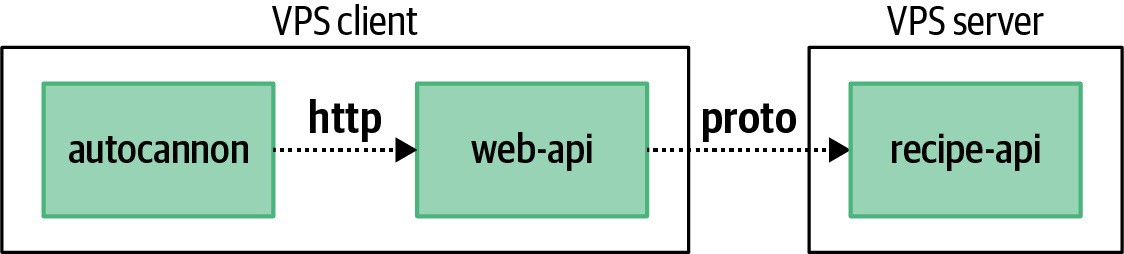 VPS client
VPS server
autocannon
http
web-api
proto
recipe-api